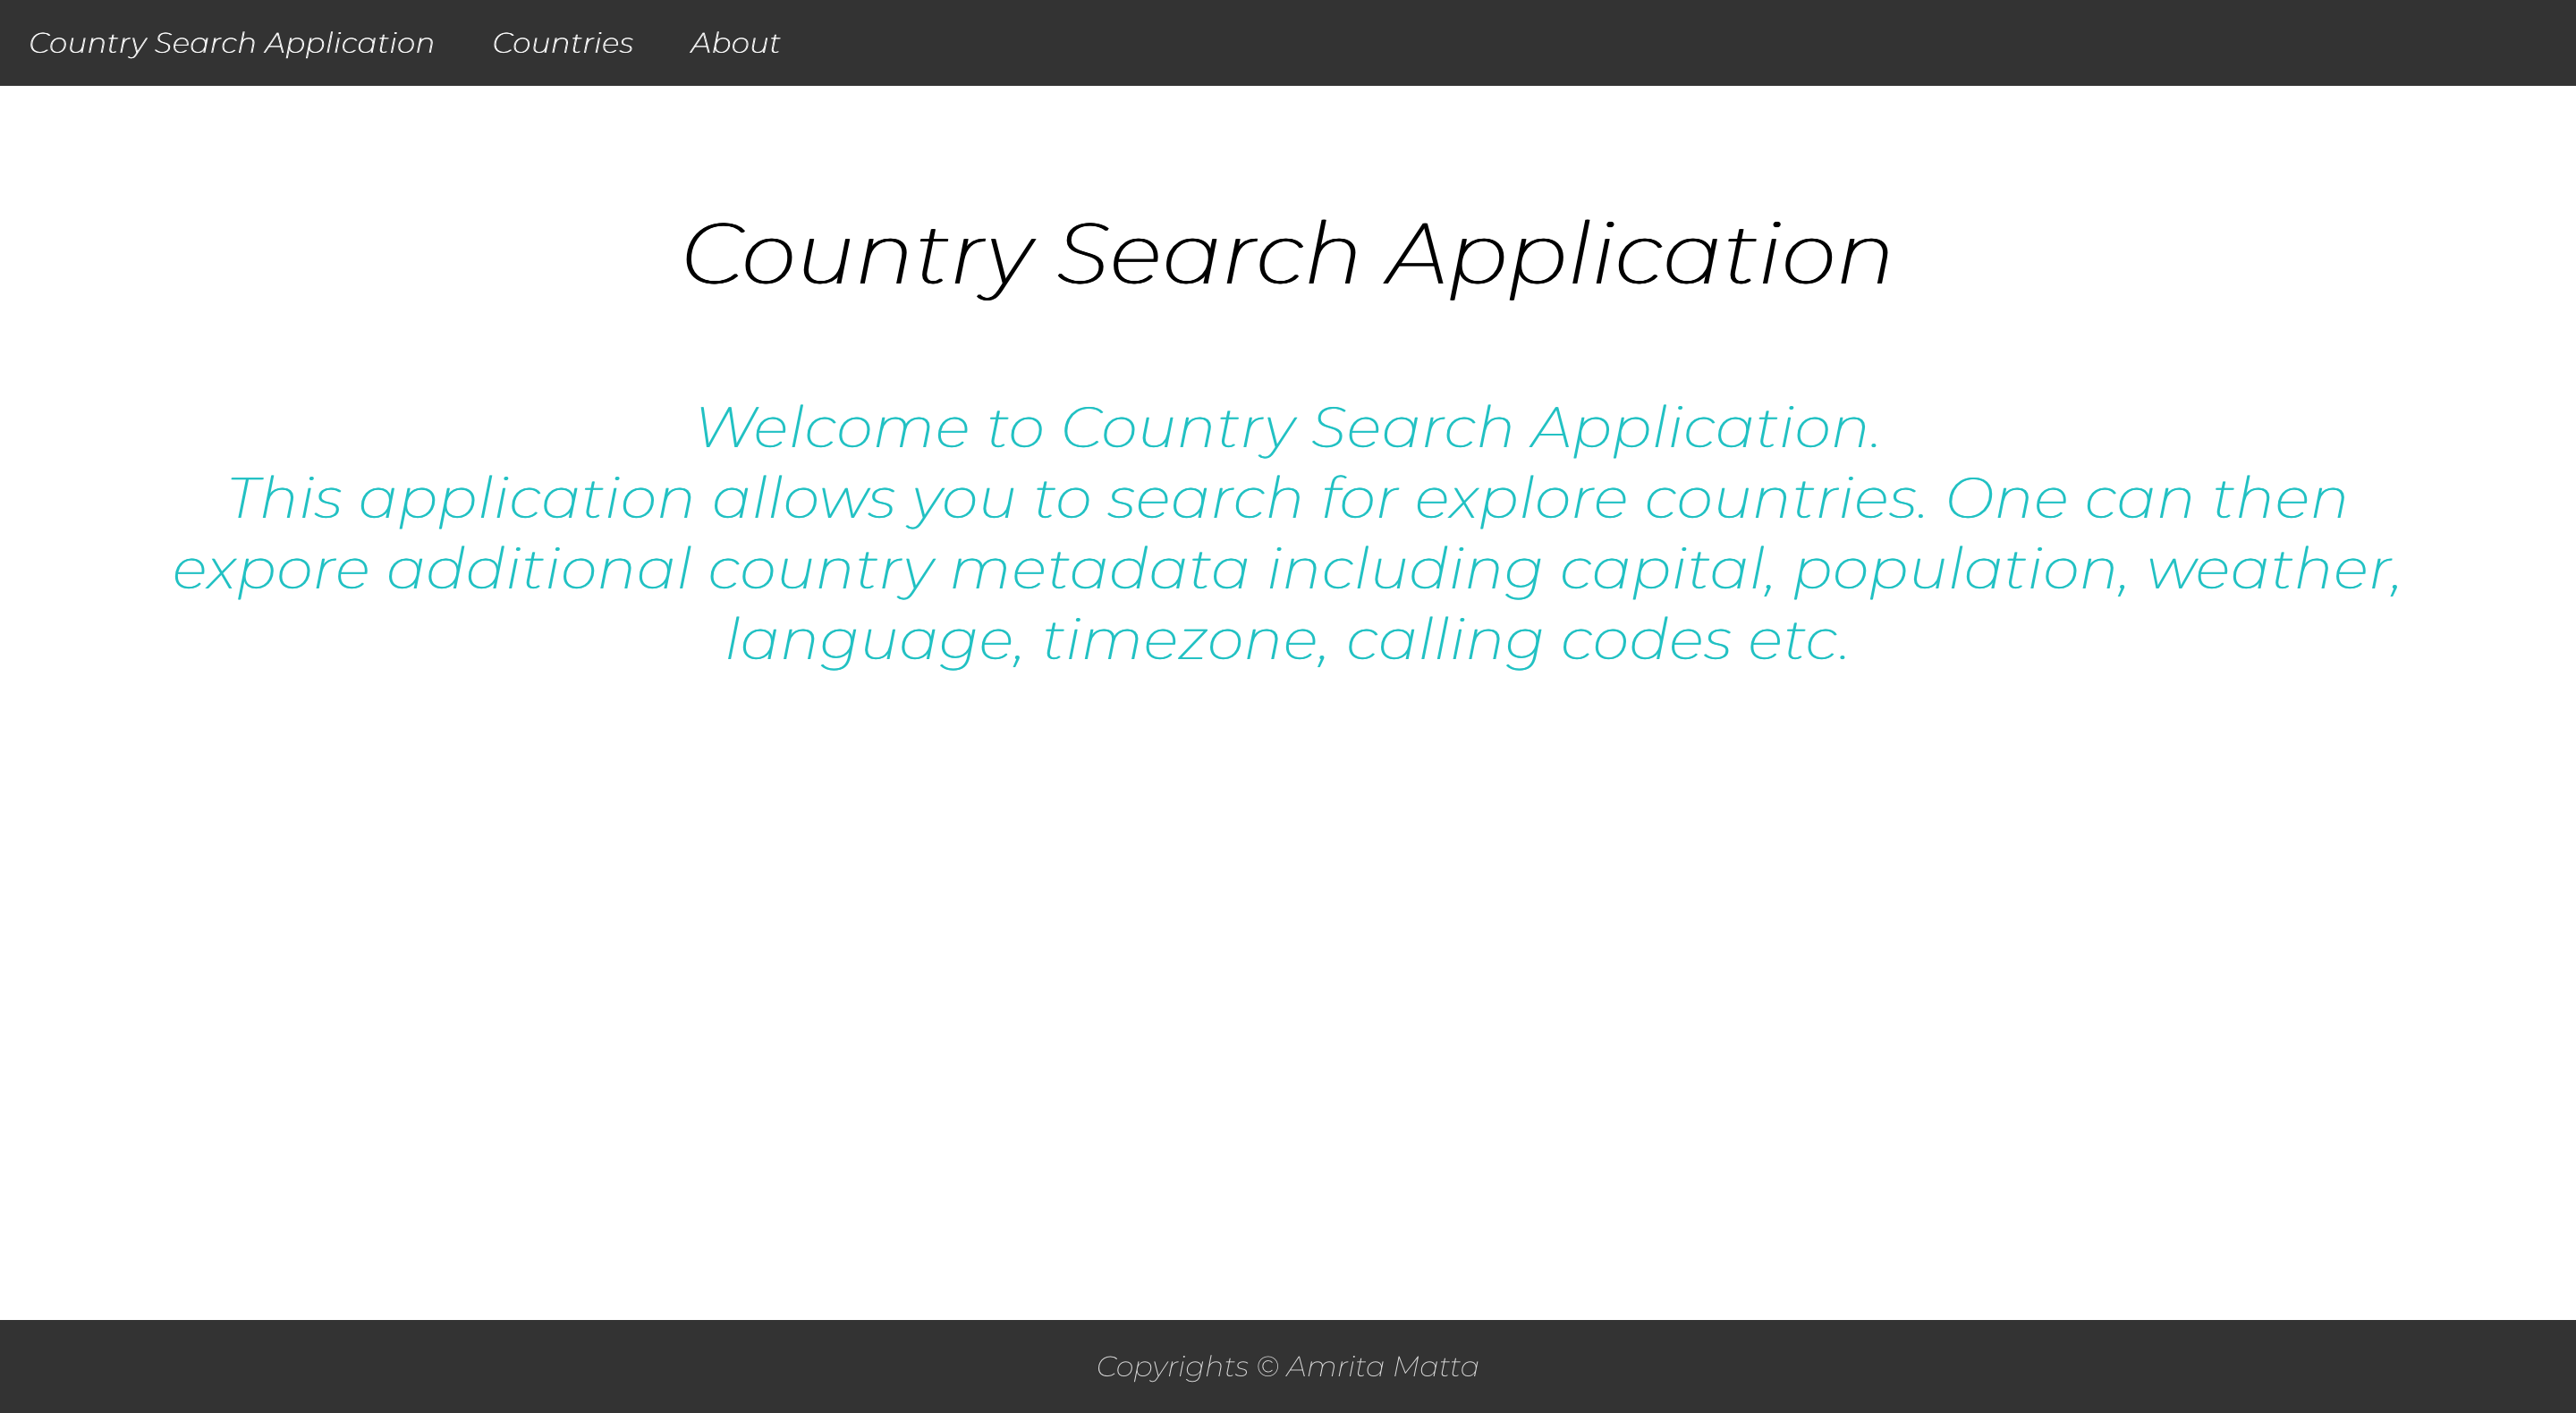 Country Search Application Countries About
Country Search Application
Welcome to Country Search Application.
This application allows you to search for explore countries. One can then
expore additional country metadata including capital, population, weather,
language, timezone, calling codes etc.
Copyrights © Amrita Matta